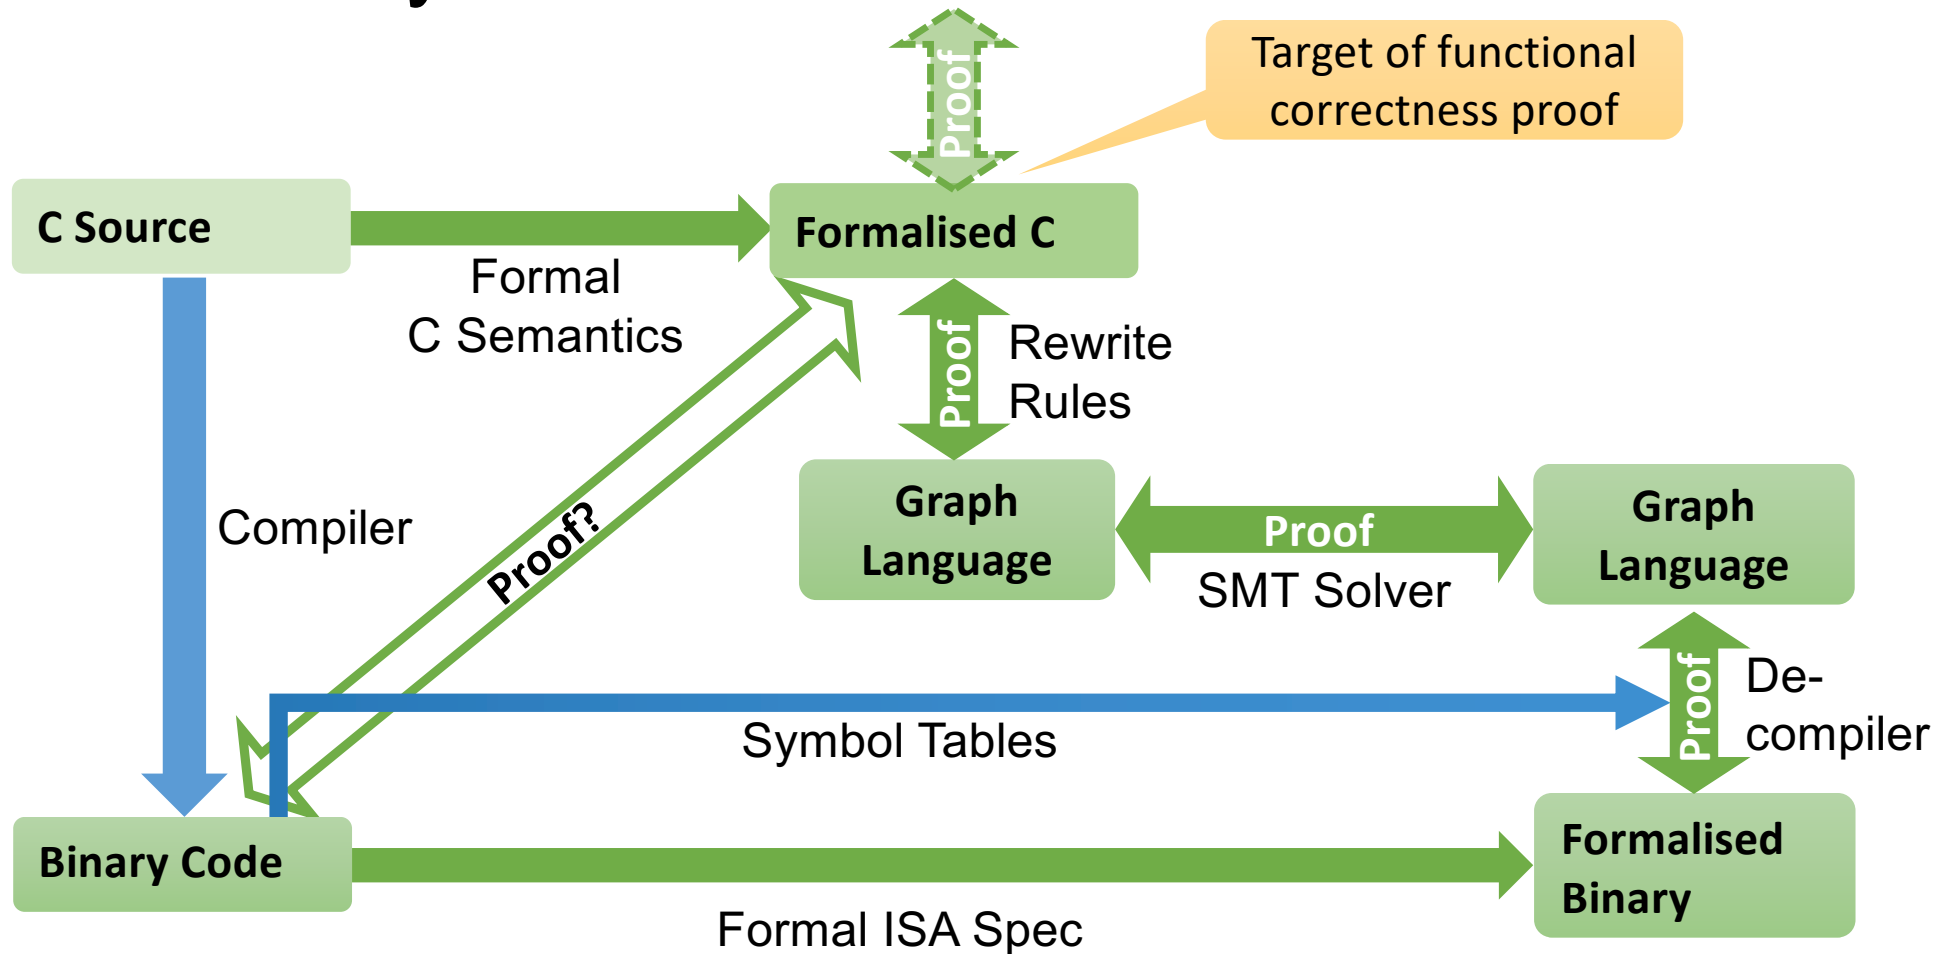 Proof
Target of functional
correctness proof
C Source
Formalised C
Formal
C Semantics
Proof
Rewrite
Rules
Compiler
Proof?
Graph
Language
Proof
SMT Solver
Graph
Language
Symbol Tables
Proof
De-
compiler
Binary Code
Formalised
Binary
Formal ISA Spec